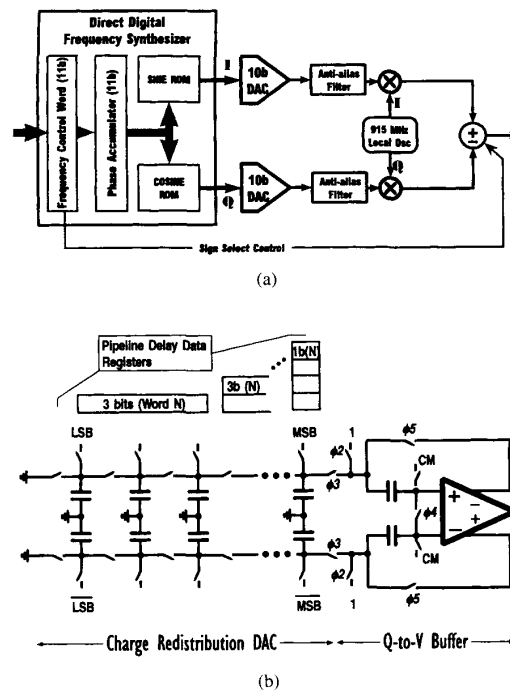 Direct Digital
Frequency Synthesizer
Frequency Control Word (11b)
Phase Accumulator (11b)
SINE ROM
COSINE
ROM
I
Q
10b
DAC
10b
DAC
Anti-alias
Filter
Anti-alias
Filter
I
915 MHz
Local Osc
Q
+
−
Sign Select Control
(a)
Pipeline Delay Data
Registers
3 bits (Word N)
3b (N)
1b(N)
LSB
MSB
ϕ3
ϕ2
1
ϕ5
CM
ϕ4
+ −
− +
ϕ3
ϕ2
1
CM
ϕ5
LSB
MSB
Charge Redistribution DAC
Q-to-V Buffer
(b)